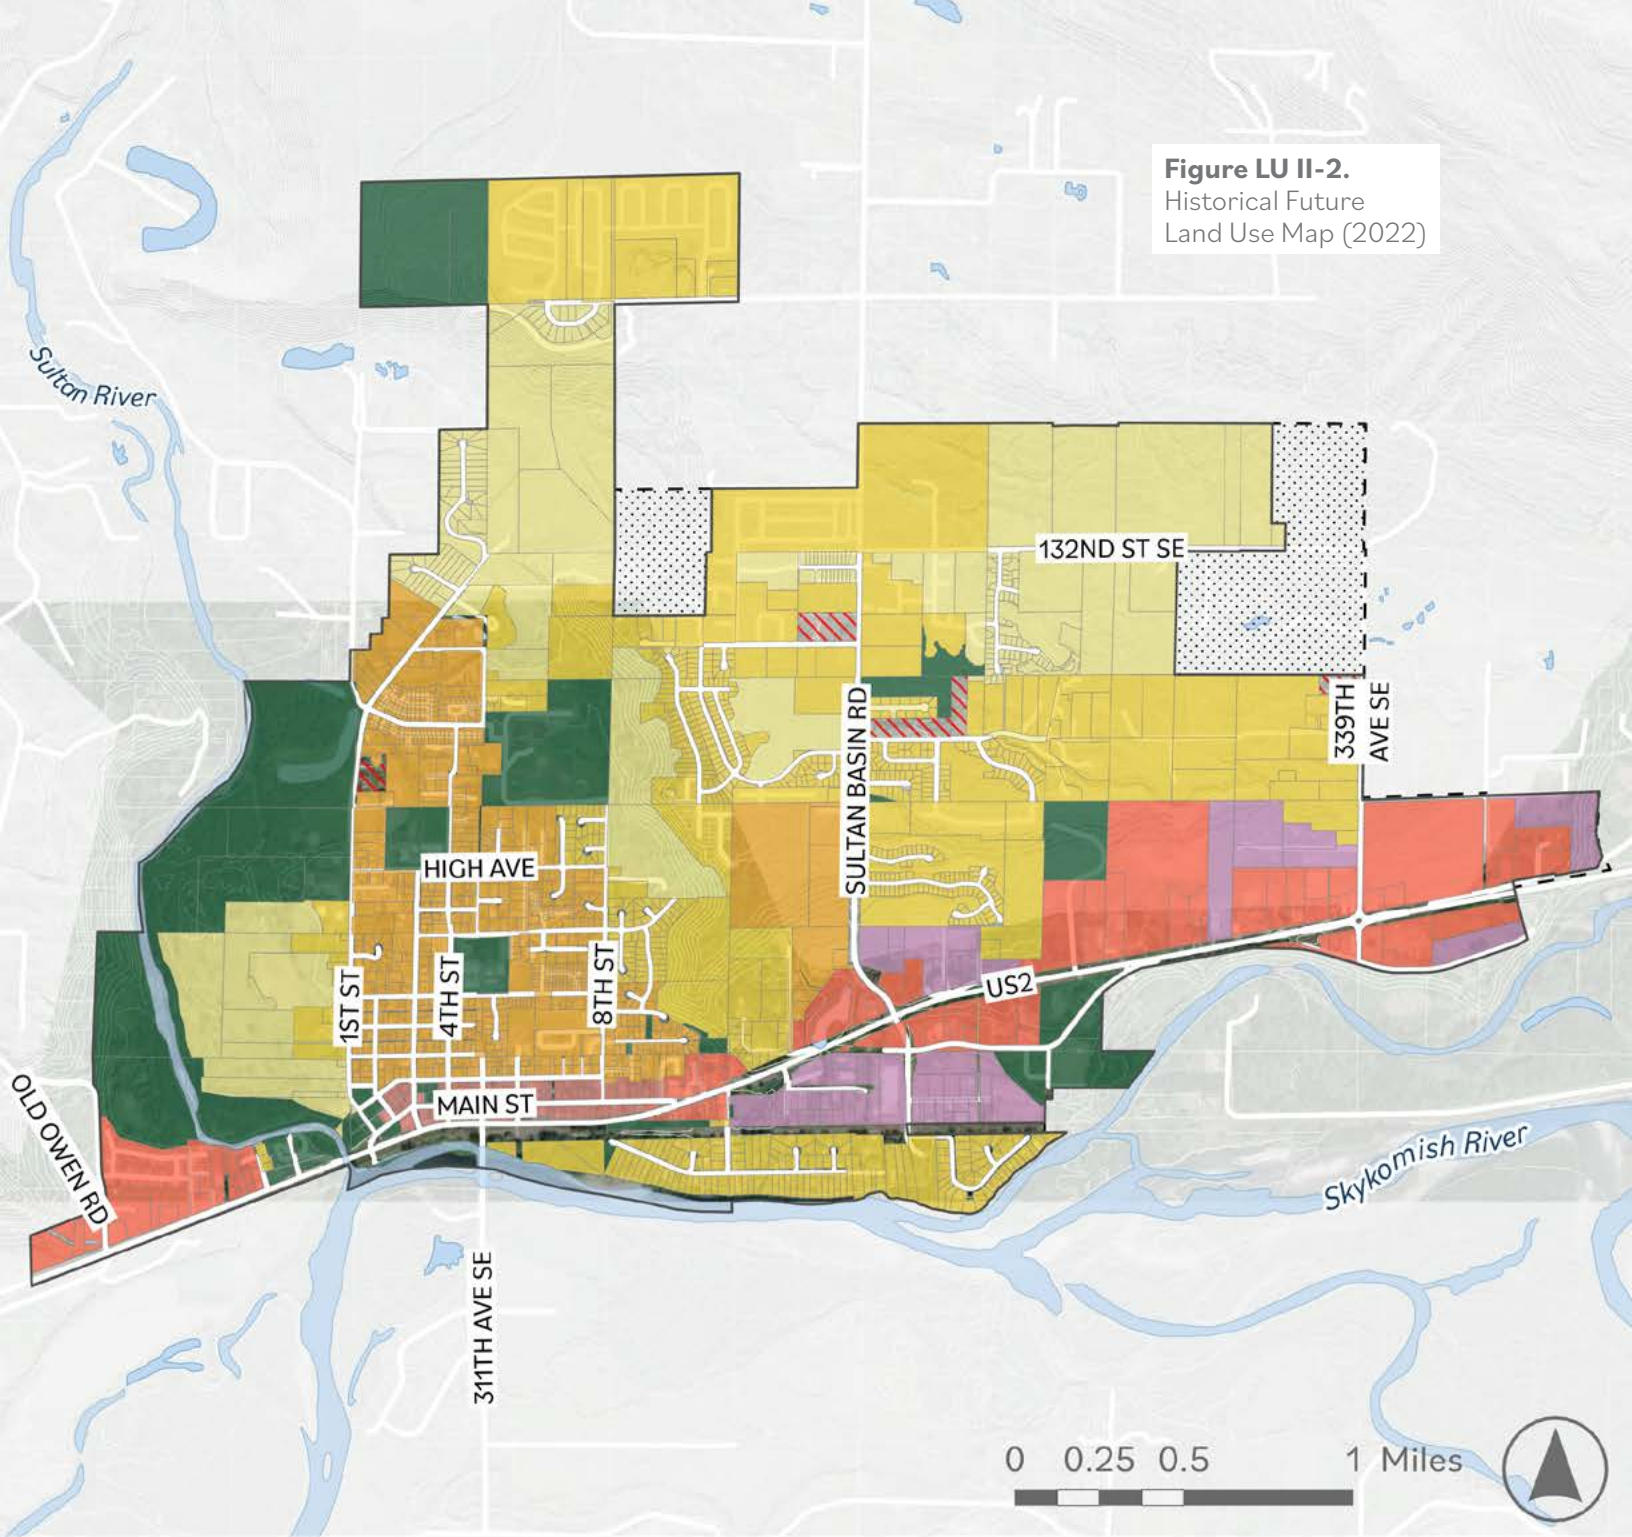 Figure LU II-2.
Historical Future
Land Use Map (2022)
Sultan River
132ND ST SE
339TH
AVE SE
SULTAN BASIN RD
HIGH AVE
1ST ST
4TH ST
8TH ST
US2
MAIN ST
OLD OWEN RD
Skykomish River
311TH AVE SE
0 0.25 0.5 1 Miles